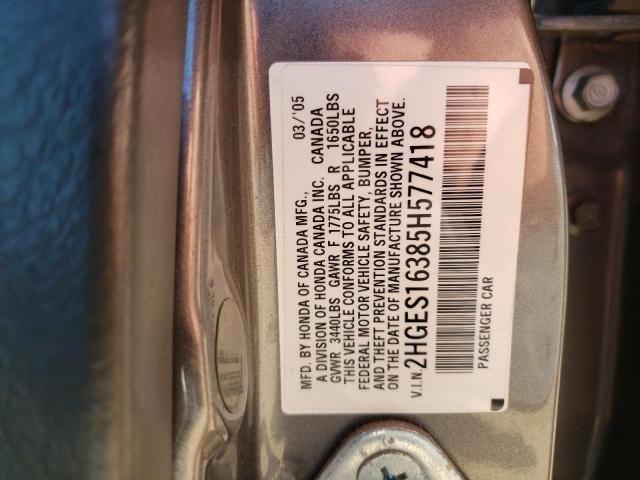 MFD. BY HONDA OF CANADA MFG., 03/'05
A DIVISION OF HONDA CANADA INC. CANADA
GVWR 3440LBS GAWR F 1775LBS R 1650LBS
THIS VEHICLE CONFORMS TO ALL APPLICABLE
FEDERAL MOTOR VEHICLE SAFETY, BUMPER,
AND THEFT PREVENTION STANDARDS IN EFFECT
ON THE DATE OF MANUFACTURE SHOWN ABOVE.
V.I.N. 2HGES16385H577418
PASSENGER CAR